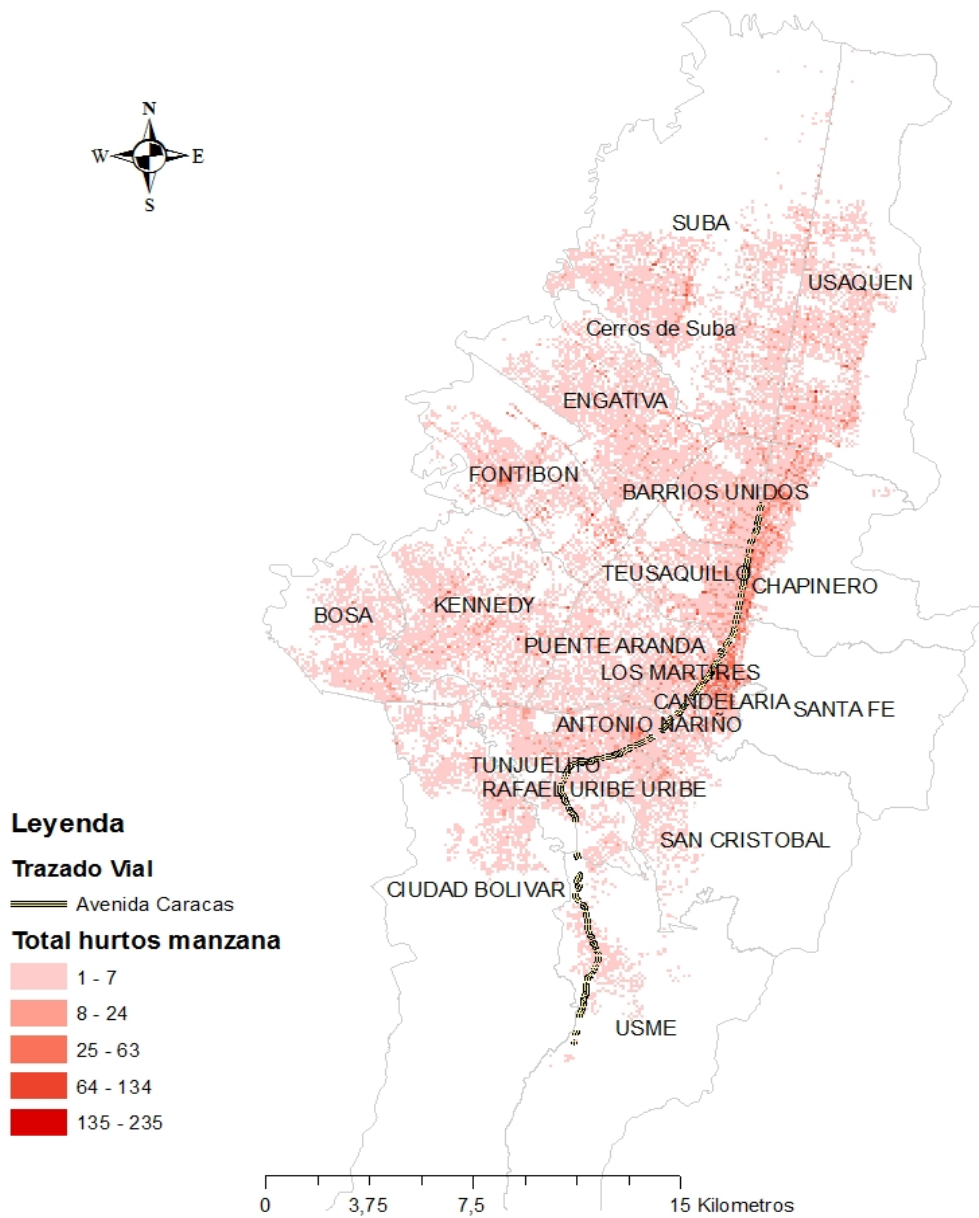 N
W E
S
SUBA
USAQUEN
Cerros de Suba
ENGATIVA
FONTIBON
BARRIOS UNIDOS
TEUSAQUILLO
CHAPINERO
BOSA
KENNEDY
PUENTE ARANDA
LOS MARTIRES
CANDELARIA
SANTA FE
ANTONIO NARIÑO
TUNJUELITO
RAFAEL URIBE URIBE
SAN CRISTOBAL
CIUDAD BOLIVAR
USME
Leyenda
Trazado Vial
Avenida Caracas
Total hurtos manzana
1 - 7
8 - 24
25 - 63
64 - 134
135 - 235
0 3,75 7,5 15 Kilometros